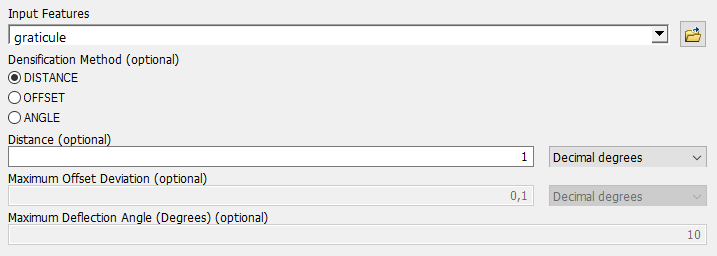 Input Features
graticule
Densification Method (optional)
DISTANCE
OFFSET
ANGLE
Distance (optional)
1 Decimal degrees
Maximum Offset Deviation (optional)
0,1 Decimal degrees
Maximum Deflection Angle (Degrees) (optional)
10